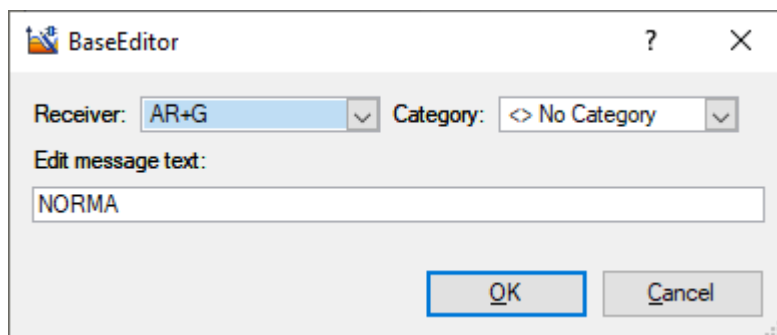 BaseEditor ? X
Receiver: AR+G Category: <> No Category
Edit message text:
NORMA
OK Cancel